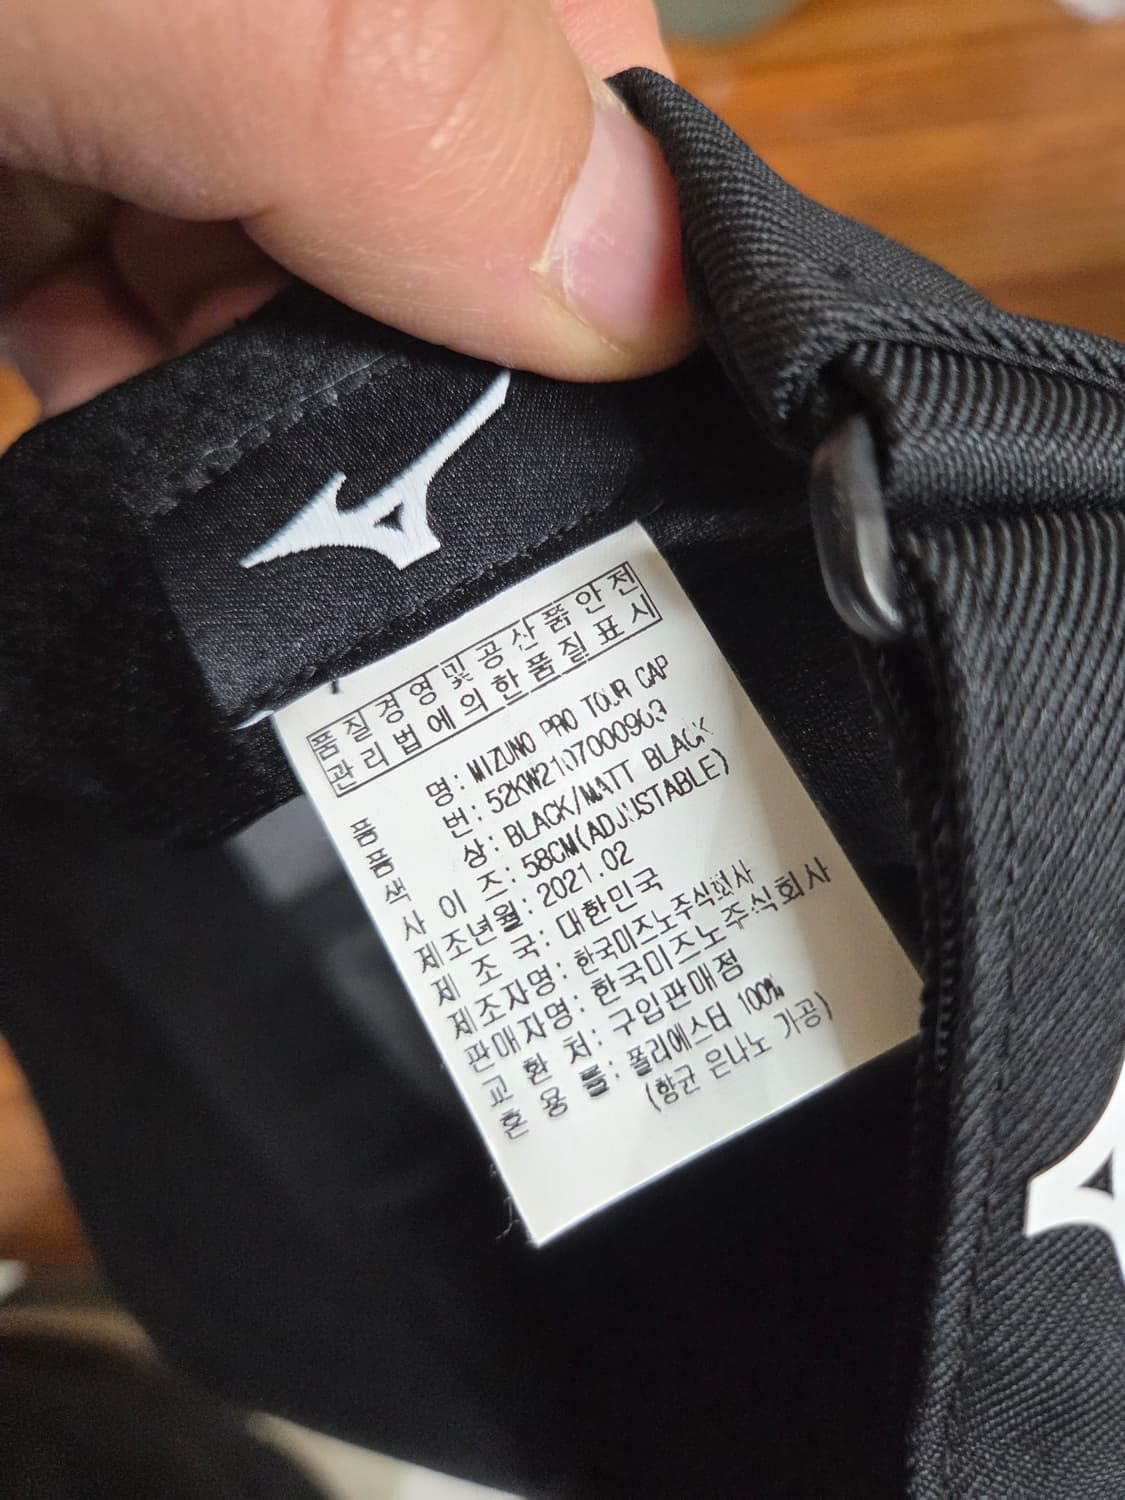 품질경영및공산품안전
관리법에의한품질표시
품 명: MIZUNO PRO TOUR CAP
품 번:
색 상: BLACK/MATT BLACK
사 이 즈: 58CM(ADJUSTABLE)
제조년월: 2021.02
제 조 국: 대한민국
제조자명: 한국미즈노주식회사
판매자명: 한국미즈노주식회사
교 환 처: 구입판매점
혼 용 률: 폴리에스터 100%
(항균 은나노 가공)